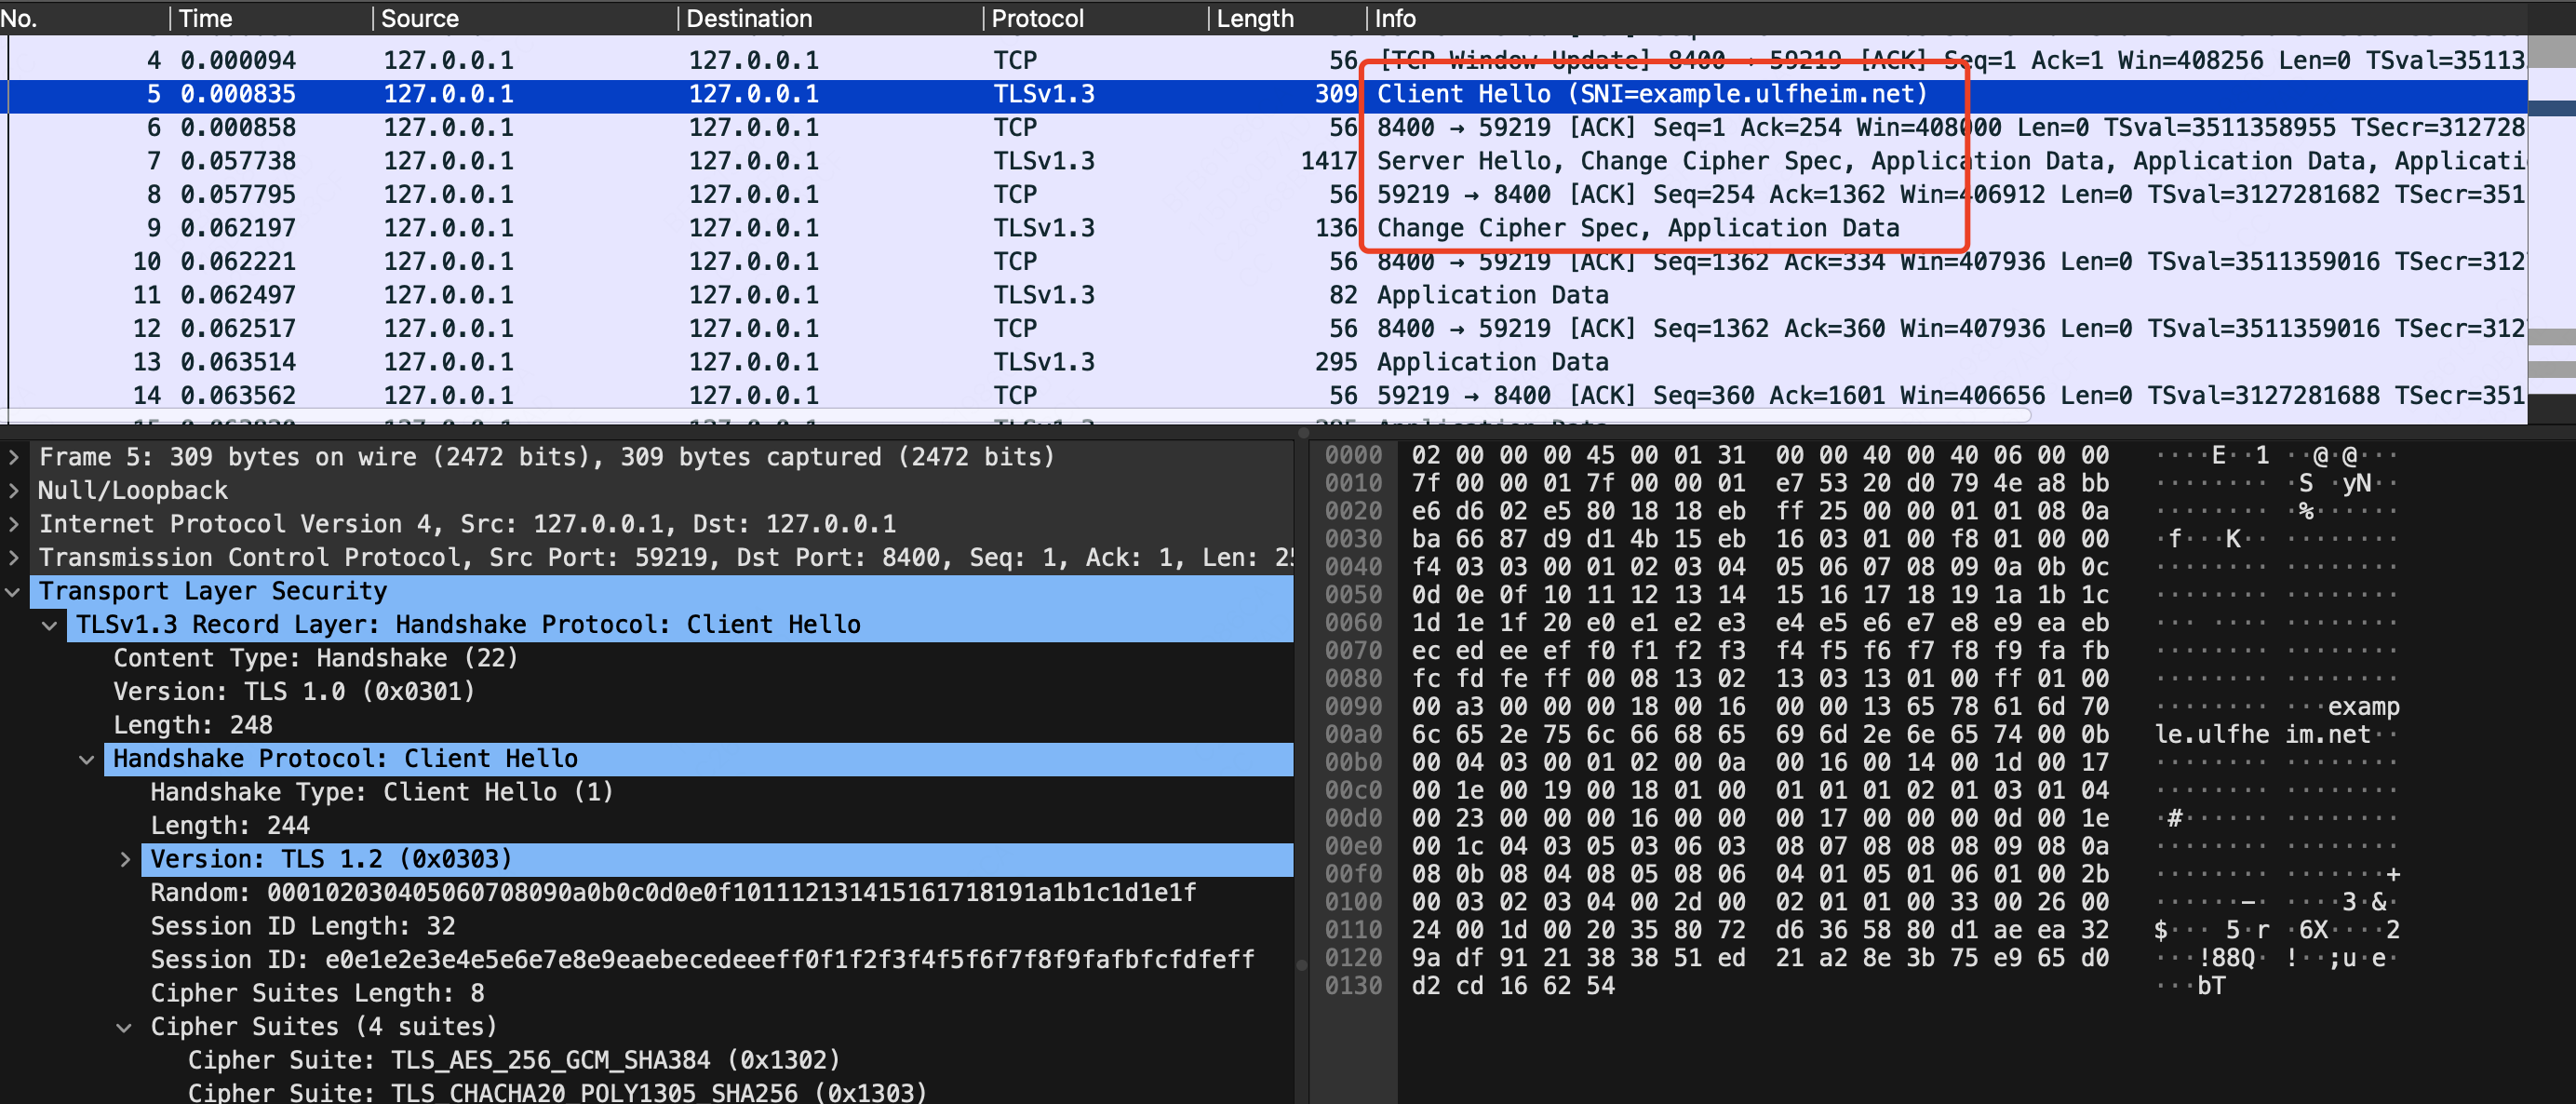 No. Time Source Destination Protocol Length Info
4 0.000094 127.0.0.1 127.0.0.1 TCP 56 [TCP Window Update] 8400 → 59219 [ACK] Seq=1 Ack=1 Win=408256 Len=0 TSval=35113
5 0.000835 127.0.0.1 127.0.0.1 TLSv1.3 309 Client Hello (SNI=example.ulfheim.net)
6 0.000858 127.0.0.1 127.0.0.1 TCP 56 8400 → 59219 [ACK] Seq=1 Ack=254 Win=408000 Len=0 TSval=3511358955 TSecr=312728
7 0.057738 127.0.0.1 127.0.0.1 TLSv1.3 1417 Server Hello, Change Cipher Spec, Application Data, Application Data, Applicati
8 0.057795 127.0.0.1 127.0.0.1 TCP 56 59219 → 8400 [ACK] Seq=254 Ack=1362 Win=406912 Len=0 TSval=3127281682 TSecr=351
9 0.062197 127.0.0.1 127.0.0.1 TLSv1.3 136 Change Cipher Spec, Application Data
10 0.062221 127.0.0.1 127.0.0.1 TCP 56 8400 → 59219 [ACK] Seq=1362 Ack=334 Win=407936 Len=0 TSval=3511359016 TSecr=312
11 0.062497 127.0.0.1 127.0.0.1 TLSv1.3 82 Application Data
12 0.062517 127.0.0.1 127.0.0.1 TCP 56 8400 → 59219 [ACK] Seq=1362 Ack=360 Win=407936 Len=0 TSval=3511359016 TSecr=312
13 0.063514 127.0.0.1 127.0.0.1 TLSv1.3 295 Application Data
14 0.063562 127.0.0.1 127.0.0.1 TCP 56 59219 → 8400 [ACK] Seq=360 Ack=1601 Win=406656 Len=0 TSval=3127281688 TSecr=351
Frame 5: 309 bytes on wire (2472 bits), 309 bytes captured (2472 bits)
Null/Loopback
Internet Protocol Version 4, Src: 127.0.0.1, Dst: 127.0.0.1
Transmission Control Protocol, Src Port: 59219, Dst Port: 8400, Seq: 1, Ack: 1, Len: 25
Transport Layer Security
TLSv1.3 Record Layer: Handshake Protocol: Client Hello
Content Type: Handshake (22)
Version: TLS 1.0 (0x0301)
Length: 248
Handshake Protocol: Client Hello
Handshake Type: Client Hello (1)
Length: 244
Version: TLS 1.2 (0x0303)
Random: 000102030405060708090a0b0c0d0e0f101112131415161718191a1b1c1d1e1f
Session ID Length: 32
Session ID: e0e1e2e3e4e5e6e7e8e9eaebecedeeeff0f1f2f3f4f5f6f7f8f9fafbfcfdfeff
Cipher Suites Length: 8
Cipher Suites (4 suites)
Cipher Suite: TLS_AES_256_GCM_SHA384 (0x1302)
Cipher Suite: TLS_CHACHA20_POLY1305_SHA256 (0x1303)
0000 02 00 00 00 45 00 01 31 00 00 40 00 40 06 00 00 ····E··1 ··@·@···
0010 7f 00 00 01 7f 00 00 01 e7 53 20 d0 79 4e a8 bb ········ ·S ·yN··
0020 e6 d6 02 e5 80 18 18 eb ff 25 00 00 01 01 08 0a ········ ·%······
0030 ba 66 87 d9 d1 4b 15 eb 16 03 01 00 f8 01 00 00 ·f···K·· ········
0040 f4 03 03 00 01 02 03 04 05 06 07 08 09 0a 0b 0c ········ ········
0050 0d 0e 0f 10 11 12 13 14 15 16 17 18 19 1a 1b 1c ········ ········
0060 1d 1e 1f 20 e0 e1 e2 e3 e4 e5 e6 e7 e8 e9 ea eb ··· ···· ········
0070 ec ed ee ef f0 f1 f2 f3 f4 f5 f6 f7 f8 f9 fa fb ········ ········
0080 fc fd fe ff 00 08 13 02 13 03 13 01 00 ff 01 00 ········ ········
0090 00 a3 00 00 00 18 00 16 00 00 13 65 78 61 6d 70 ········ ···examp
00a0 6c 65 2e 75 6c 66 68 65 69 6d 2e 6e 65 74 00 0b le.ulfhe im.net··
00b0 00 04 03 00 01 02 00 0a 00 16 00 14 00 1d 00 17 ········ ········
00c0 00 1e 00 19 00 18 01 00 01 01 01 02 01 03 01 04 ········ ········
00d0 00 23 00 00 00 16 00 00 00 17 00 00 00 0d 00 1e ·#······ ········
00e0 00 1c 04 03 05 03 06 03 08 07 08 08 08 09 08 0a ········ ········
00f0 08 0b 08 04 08 05 08 06 04 01 05 01 06 01 00 2b ········ ·······+
0100 00 03 02 03 04 00 2d 00 02 01 01 00 33 00 26 00 ······-· ····3·&·
0110 24 00 1d 00 20 35 80 72 d6 36 58 80 d1 ae ea 32 $··· 5·r ·6X····2
0120 9a df 91 21 38 38 51 ed 21 a2 8e 3b 75 e9 65 d0 ···!88Q· !··;u·e·
0130 d2 cd 16 62 54 ···bT